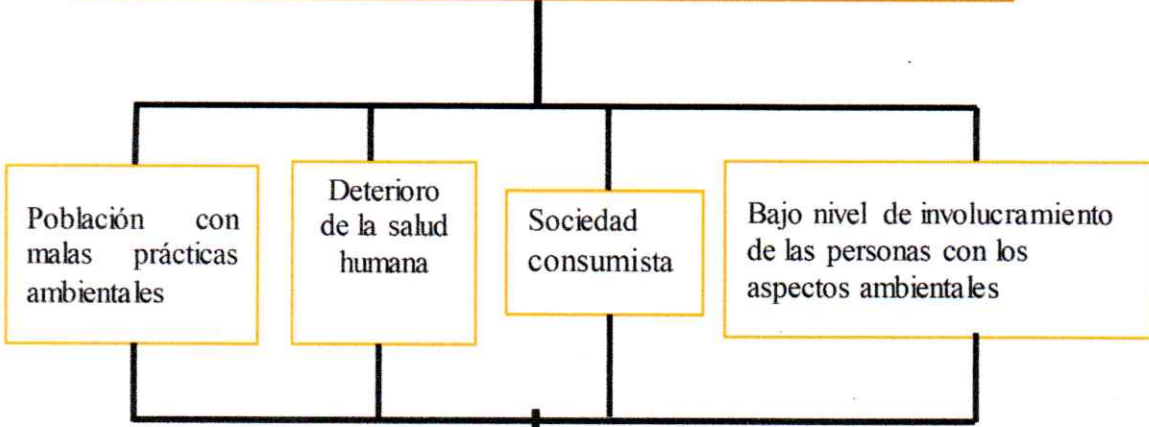 Población con
malas prácticas
ambientales
Deterioro
de la salud
humana
Sociedad
consumista
Bajo nivel de involucramiento
de las personas con los
aspectos ambientales